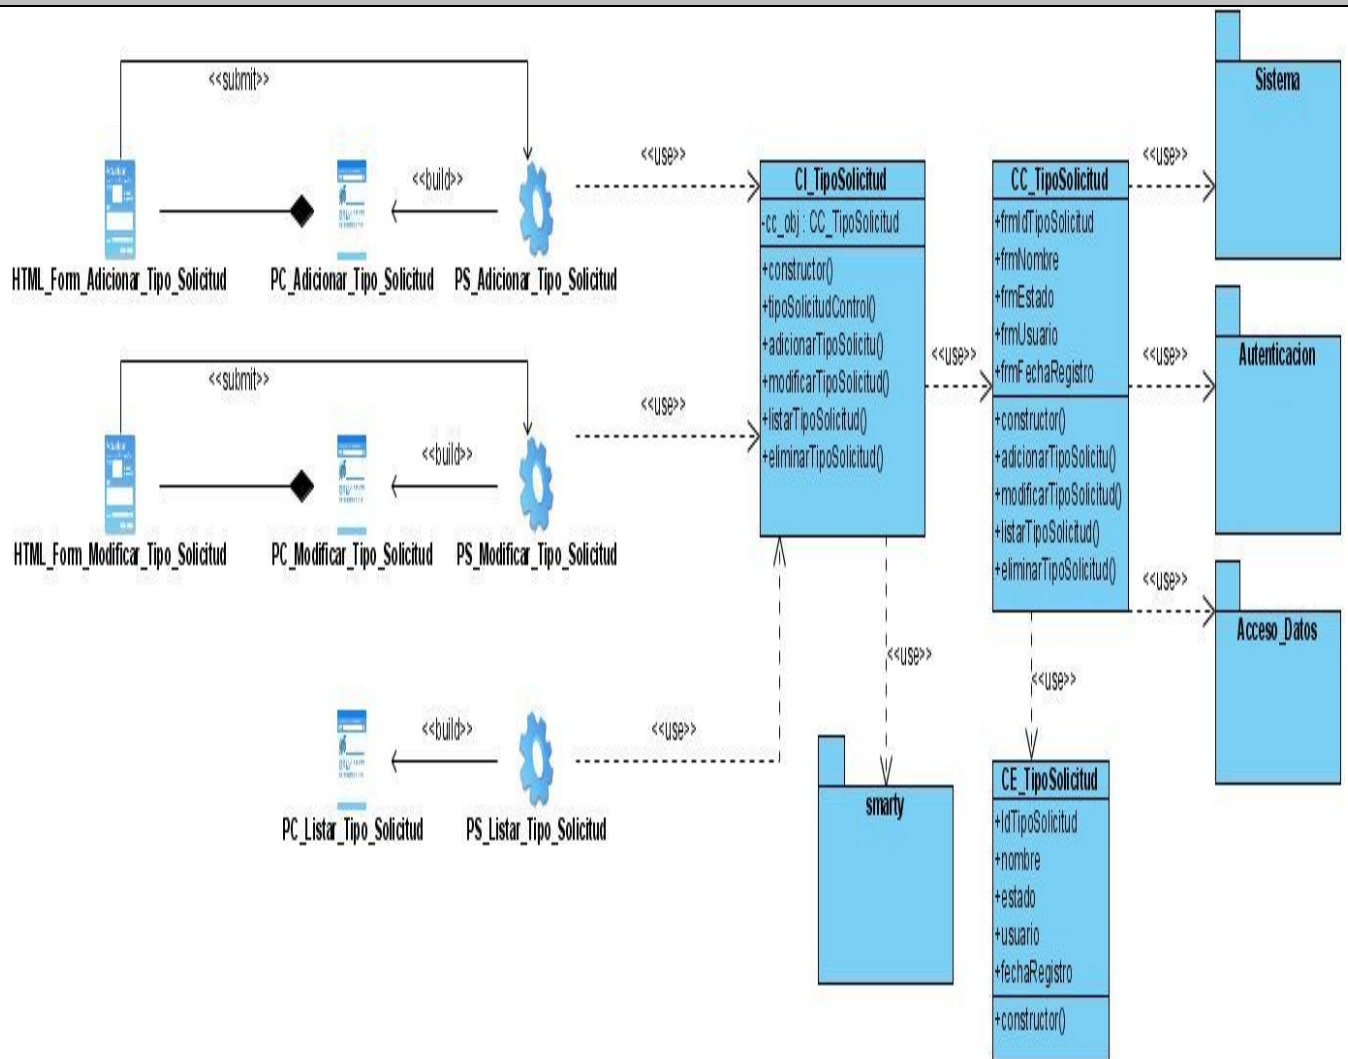 <<submit>>
<<build>>
HTML_Form_Adicionar_Tipo_Solicitud
PC_Adicionar_Tipo_Solicitud
PS_Adicionar_Tipo_Solicitud
<<use>>
<<submit>>
<<build>>
HTML_Form_Modificar_Tipo_Solicitud
PC_Modificar_Tipo_Solicitud
PS_Modificar_Tipo_Solicitud
<<use>>
<<build>>
PC_Listar_Tipo_Solicitud
PS_Listar_Tipo_Solicitud
<<use>>
CI_TipoSolicitud
-cc_obj : CC_TipoSolicitud
+constructor()
+tipoSolicitudControl()
+adicionarTipoSolicitu()
+modificarTipoSolicitud()
+listarTipoSolicitud()
+eliminarTipoSolicitud()
<<use>>
<<use>>
smarty
CC_TipoSolicitud
+frmIdTipoSolicitud
+frmNombre
+frmEstado
+frmUsuario
+frmFechaRegistro
+constructor()
+adicionarTipoSolicitu()
+modificarTipoSolicitud()
+listarTipoSolicitud()
+eliminarTipoSolicitud()
<<use>>
CE_TipoSolicitud
+IdTipoSolicitud
+nombre
+estado
+usuario
+fechaRegistro
+constructor()
<<use>>
Sistema
<<use>>
Autenticacion
<<use>>
Acceso_Datos